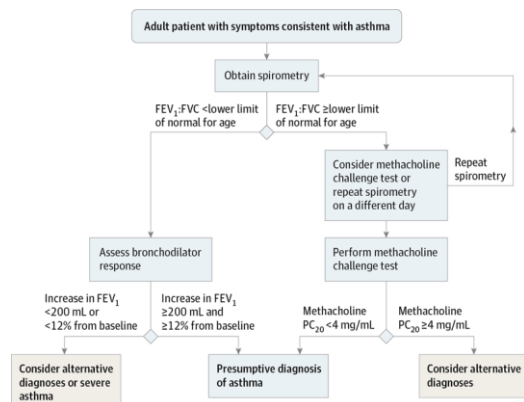 Adult patient with symptoms consistent with asthma
Obtain spirometry
FEV1:FVC <lower limit
of normal for age
FEV1:FVC ≥lower limit
of normal for age
Consider methacholine
challenge test or
repeat spirometry
on a different day
Repeat
spirometry
Assess bronchodilator
response
Perform methacholine
challenge test
Increase in FEV1
<200 mL or
<12% from baseline
Increase in FEV1
≥200 mL and
≥12% from baseline
Methacholine
PC20 <4 mg/mL
Methacholine
PC20 ≥4 mg/mL
Consider alternative
diagnoses or severe
asthma
Presumptive diagnosis
of asthma
Consider alternative
diagnoses